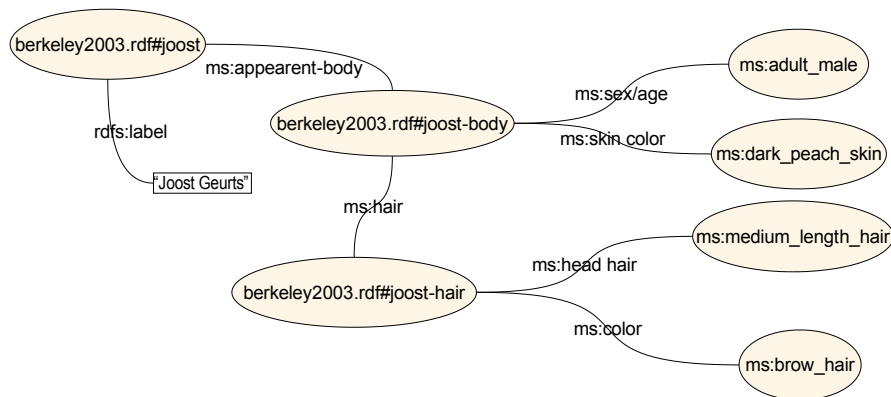 berkeley2003.rdf#joost
ms:appearent-body
ms:adult_male
ms:sex/age
berkeley2003.rdf#joost-body
rdfs:label
ms:skin color
ms:dark_peach_skin
"Joost Geurts"
ms:hair
ms:medium_length_hair
ms:head hair
berkeley2003.rdf#joost-hair
ms:color
ms:brow_hair